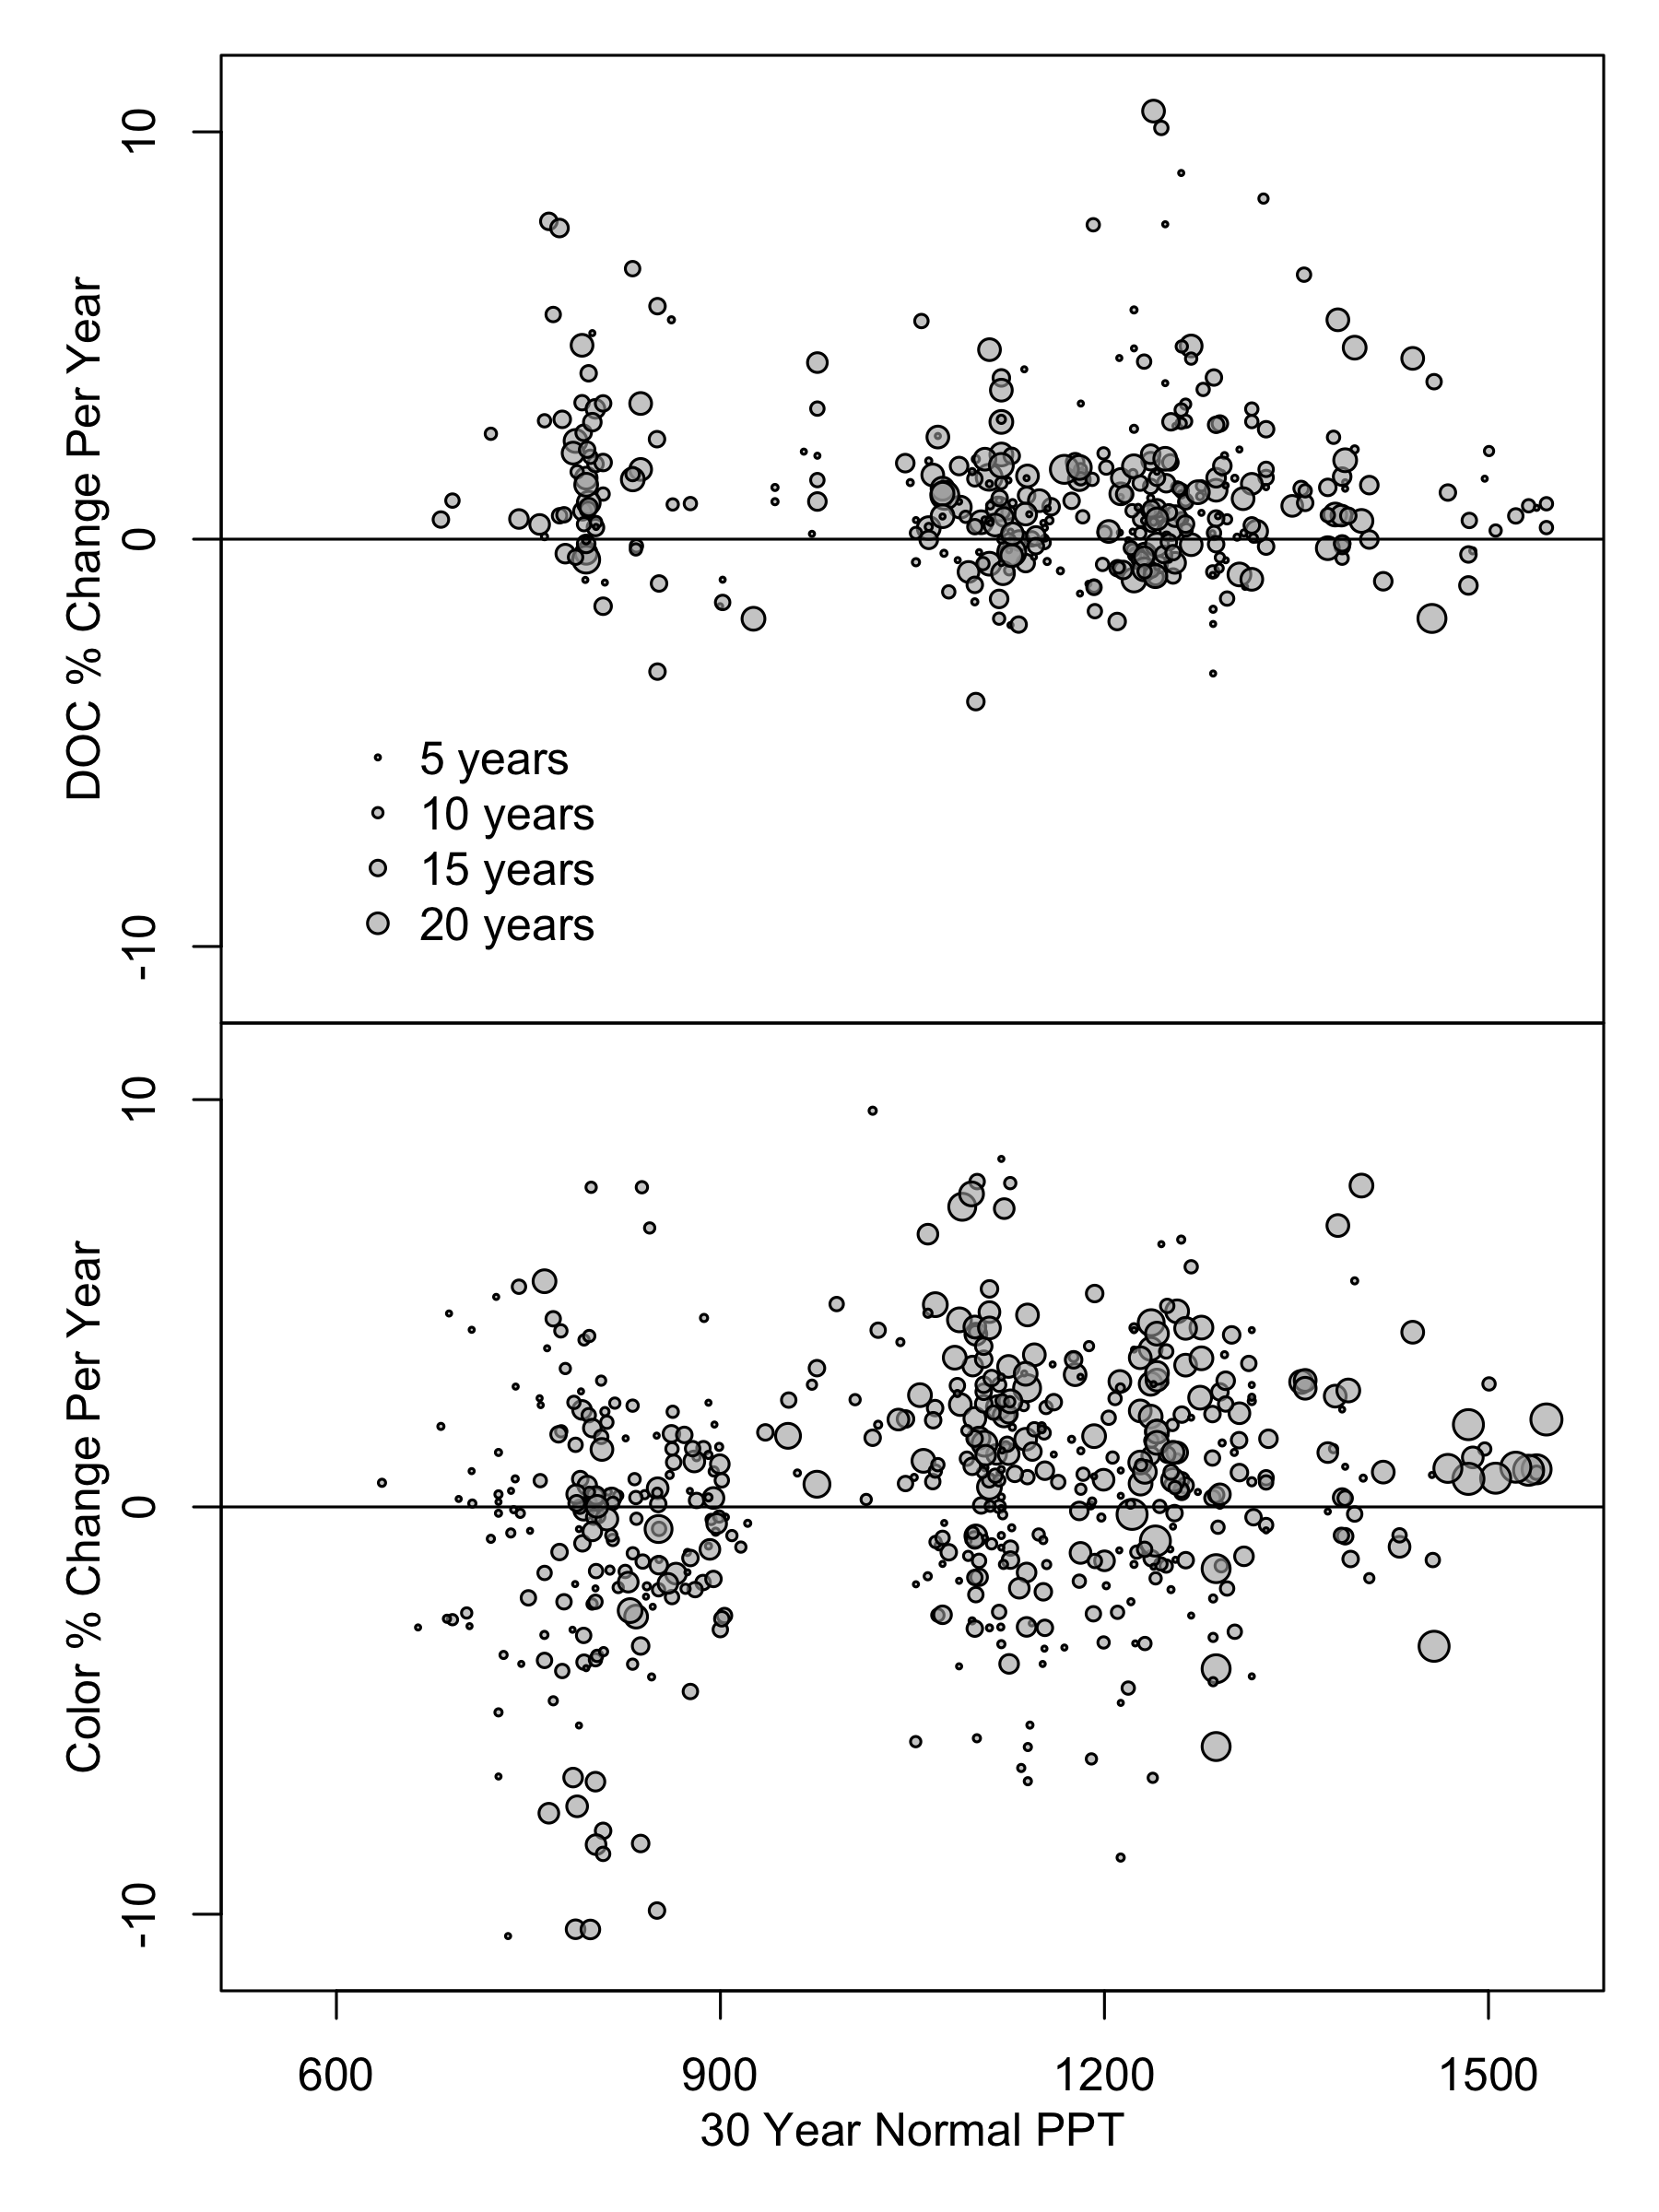 DOC % Change Per Year
10
0
-10
5 years
10 years
15 years
20 years
Color % Change Per Year
10
0
-10
600 900 1200 1500
30 Year Normal PPT